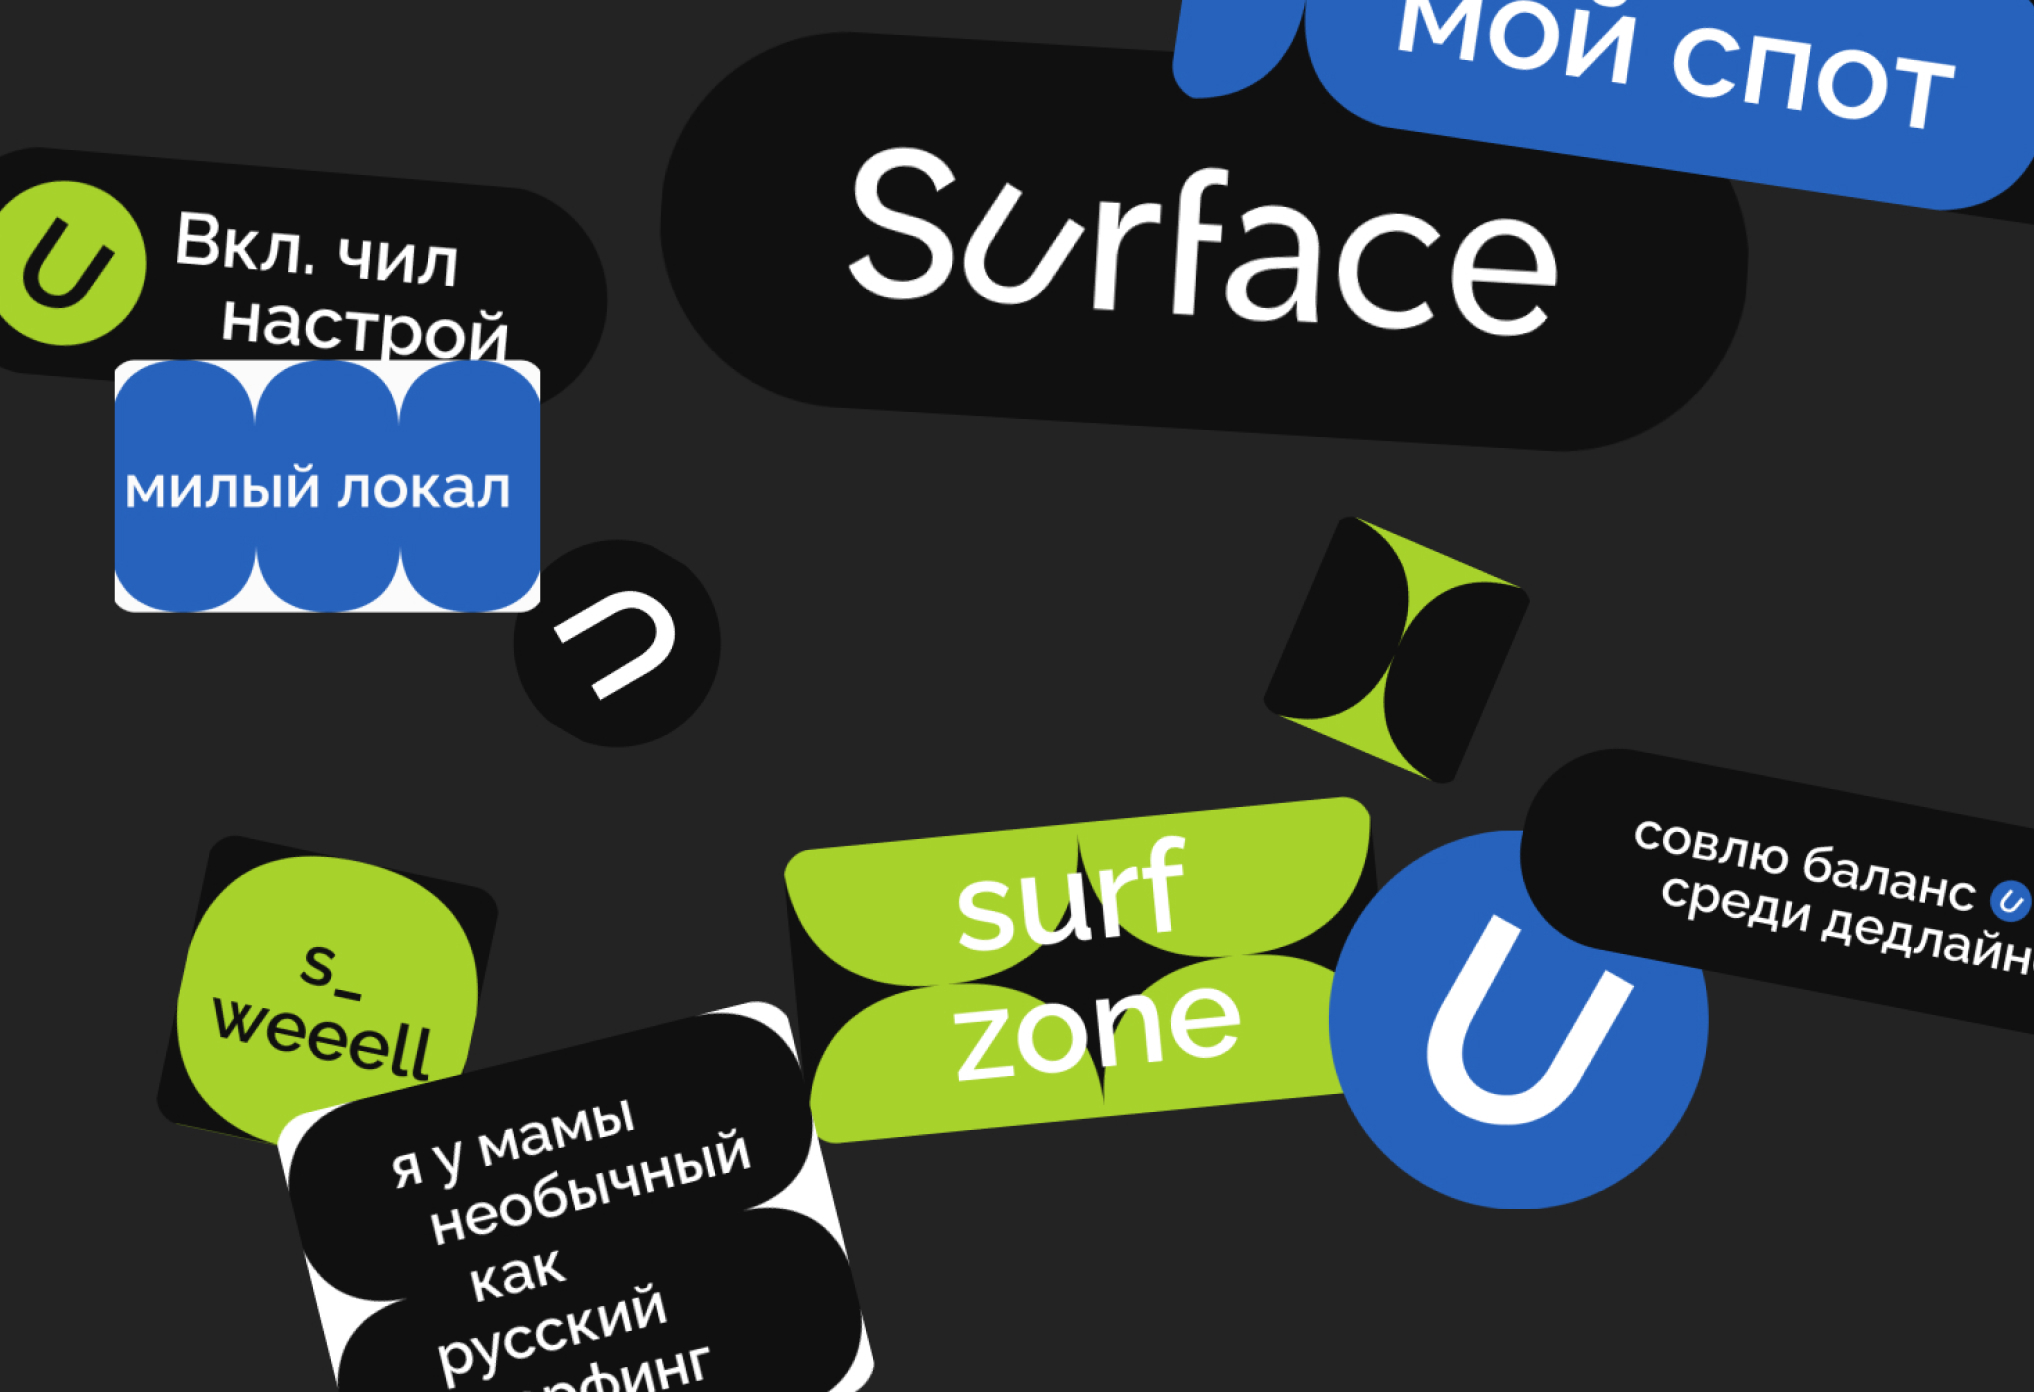 мой спот
Surface
U
Вкл. чил
настрой
милый локал
U
surf
zone
совлю баланс U
среди
U
s_
weeell
я у мамы
необычный
как
русский